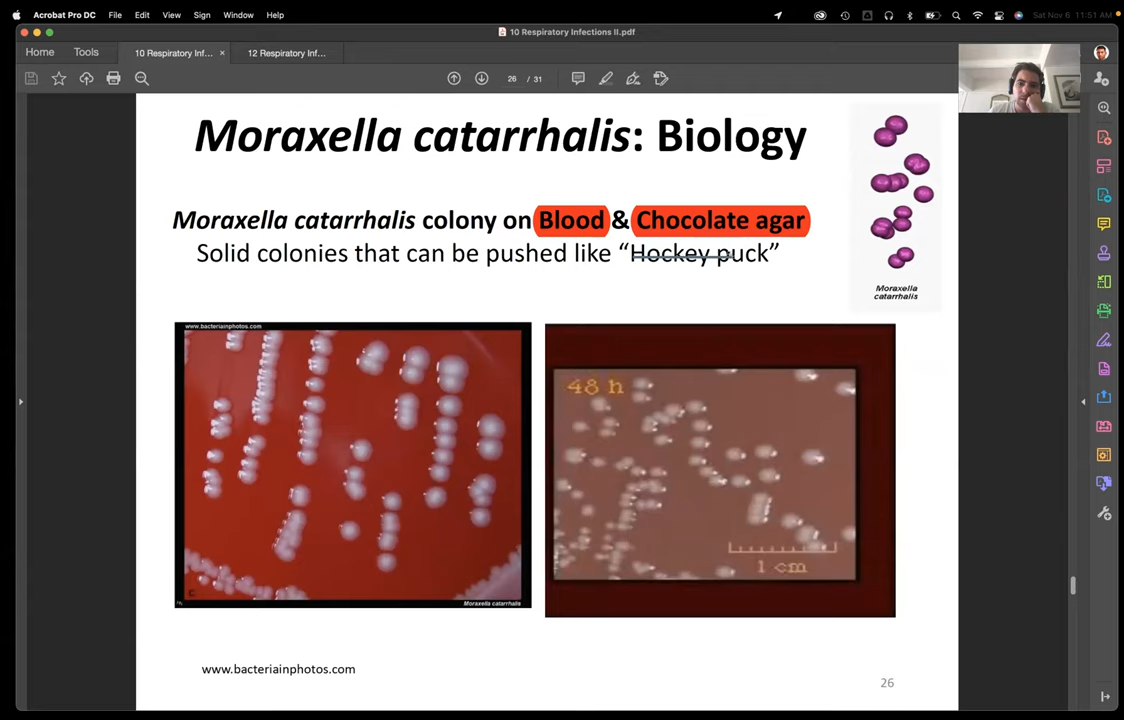 Acrobat Pro DC File Edit View Sign Window Help Sat Nov 6 11:51 AM
10 Respiratory Infections II.pdf
Home Tools 10 Respiratory Inf... × 12 Respiratory Inf...
26 / 31
Moraxella catarrhalis: Biology
Moraxella catarrhalis colony on Blood & Chocolate agar
Solid colonies that can be pushed like “Hockey puck”
Moraxella
catarrhalis
www.bacteriainphotos.com
48 h
1 cm
Moraxella catarrhalis
www.bacteriainphotos.com
26